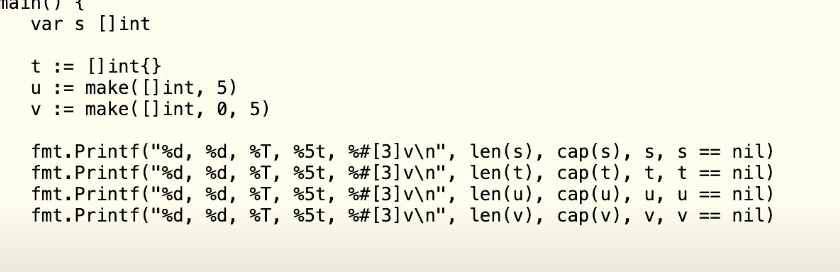 main() {
var s []int
t := []int{}
u := make([]int, 5)
v := make([]int, 0, 5)
fmt.Printf("%d, %d, %T, %5t, %#[3]v\n", len(s), cap(s), s, s == nil)
fmt.Printf("%d, %d, %T, %5t, %#[3]v\n", len(t), cap(t), t, t == nil)
fmt.Printf("%d, %d, %T, %5t, %#[3]v\n", len(u), cap(u), u, u == nil)
fmt.Printf("%d, %d, %T, %5t, %#[3]v\n", len(v), cap(v), v, v == nil)